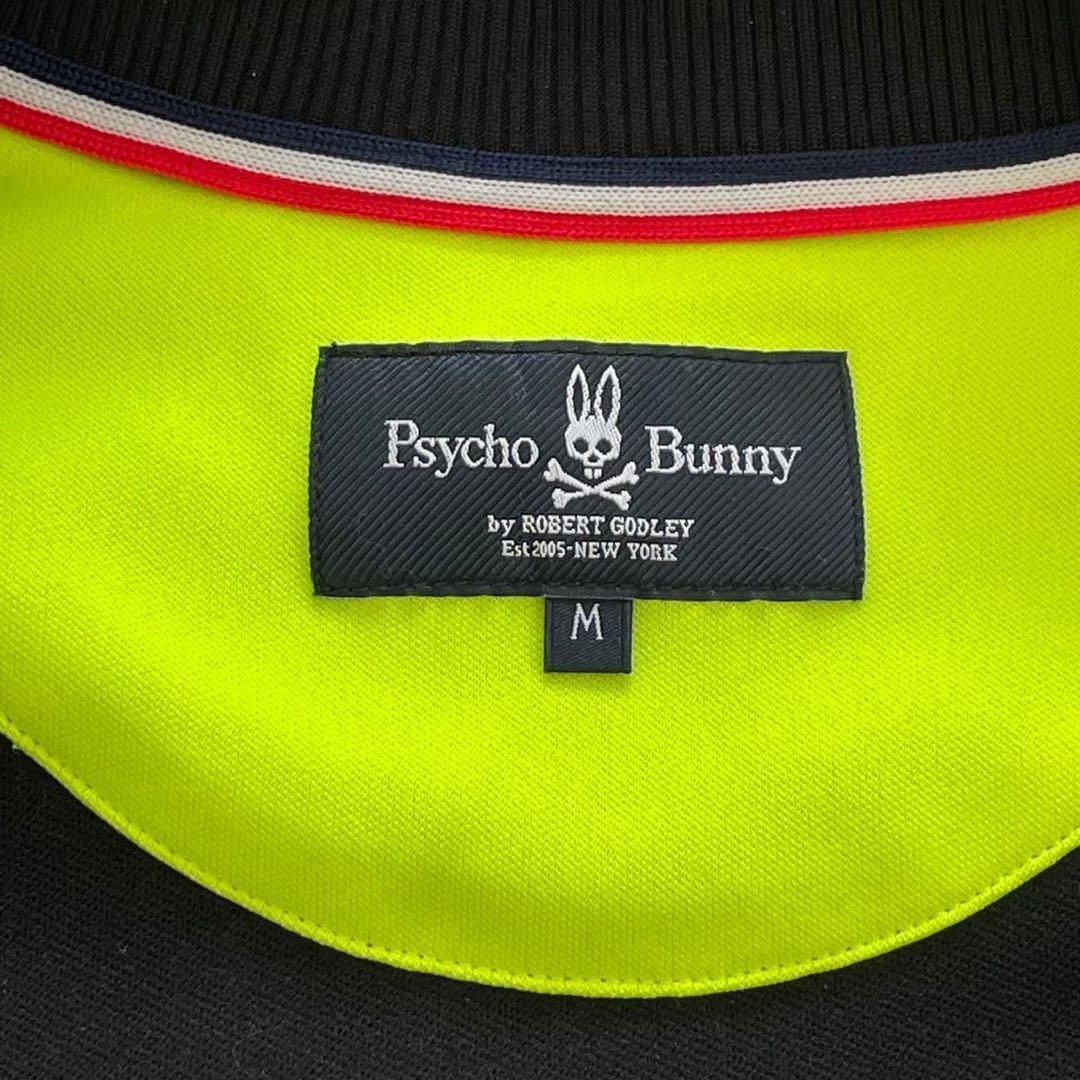 Psycho Bunny
by ROBERT GODLEY
Est 2005-NEW YORK
M